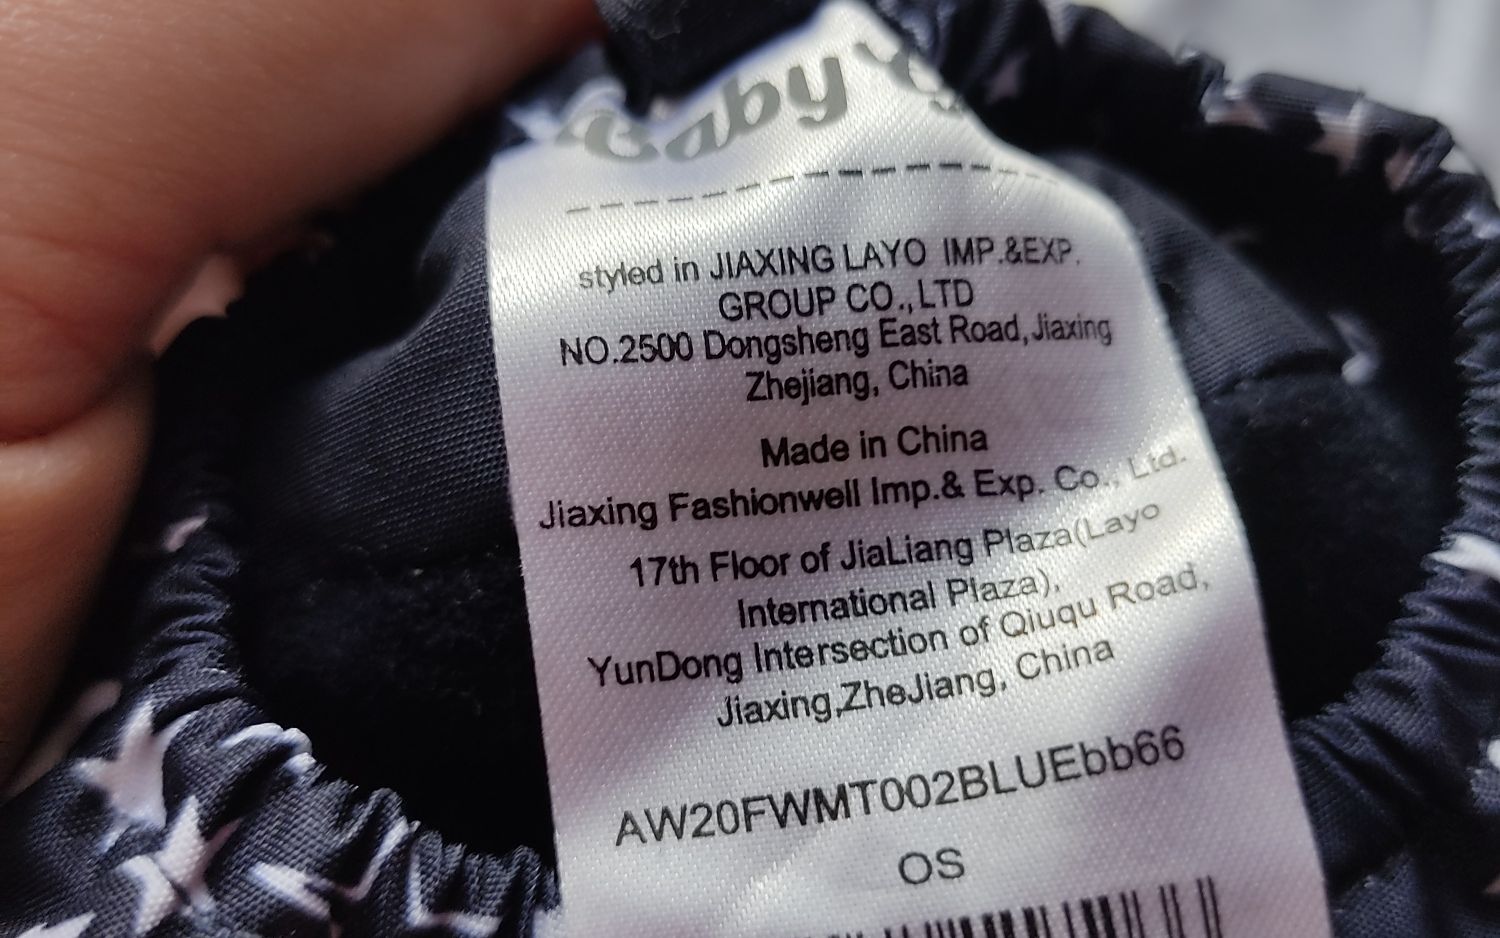 Baby
styled in JIAXING LAYO IMP.&EXP.
GROUP CO.,LTD
NO.2500 Dongsheng East Road,Jiaxing
Zhejiang, China
Made in China
Jiaxing Fashionwell Imp.& Exp. Co., Ltd.
17th Floor of JiaLiang Plaza(Layo
International Plaza),
YunDong Intersection of Qiuqu Road,
Jiaxing,ZheJiang, China
AW20FWMT002BLUEbb66
OS